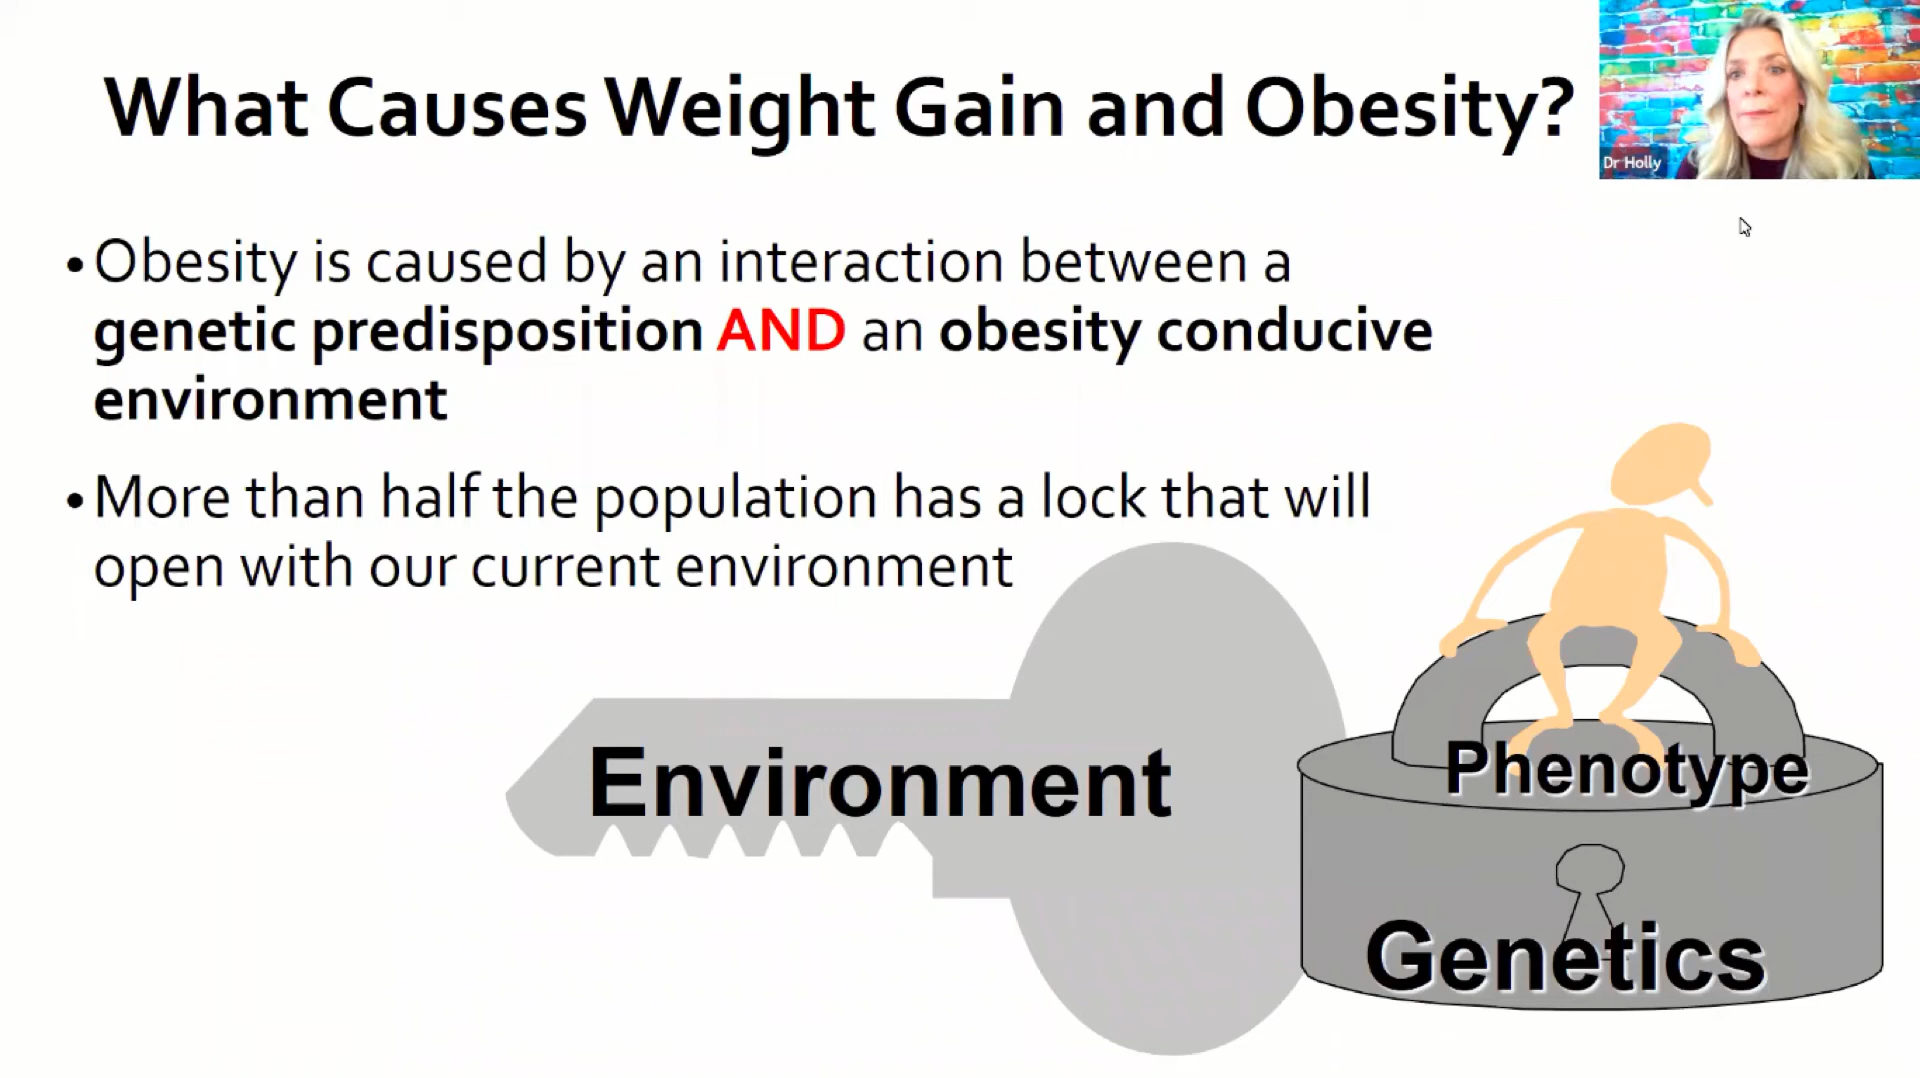 What Causes Weight Gain and Obesity?
Dr Holly
• Obesity is caused by an interaction between a
genetic predisposition AND an obesity conducive
environment
• More than half the population has a lock that will
open with our current environment
Environment
Phenotype
Genetics